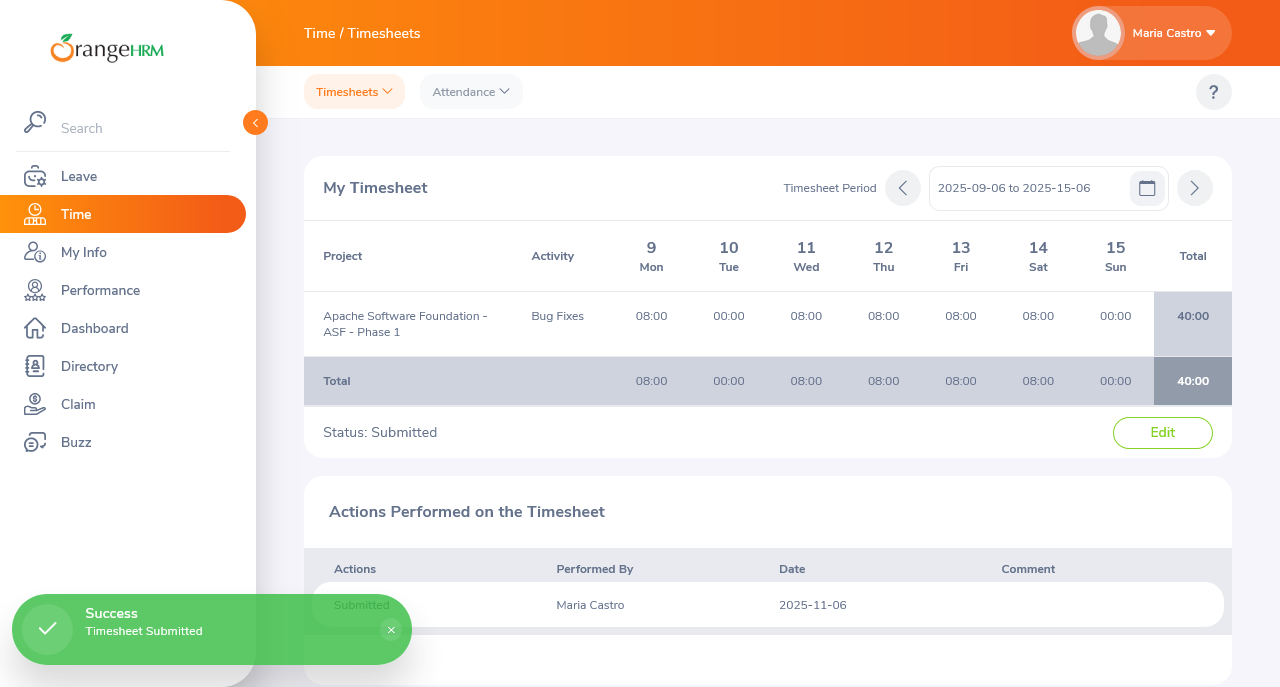 OrangeHRM
Time / Timesheets
Maria Castro
Timesheets
Attendance
?
Search
Leave
Time
My Info
Performance
Dashboard
Directory
Claim
Buzz
My Timesheet
Timesheet Period
2025-09-06 to 2025-15-06
Project Activity 9 Mon 10 Tue 11 Wed 12 Thu 13 Fri 14 Sat 15 Sun Total
Apache Software Foundation - Bug Fixes 08:00 00:00 08:00 08:00 08:00 08:00 00:00 40:00
ASF - Phase 1
Total 08:00 00:00 08:00 08:00 08:00 08:00 00:00 40:00
Status: Submitted
Edit
Actions Performed on the Timesheet
Actions Performed By Date Comment
Submitted Maria Castro 2025-11-06
Success
Timesheet Submitted